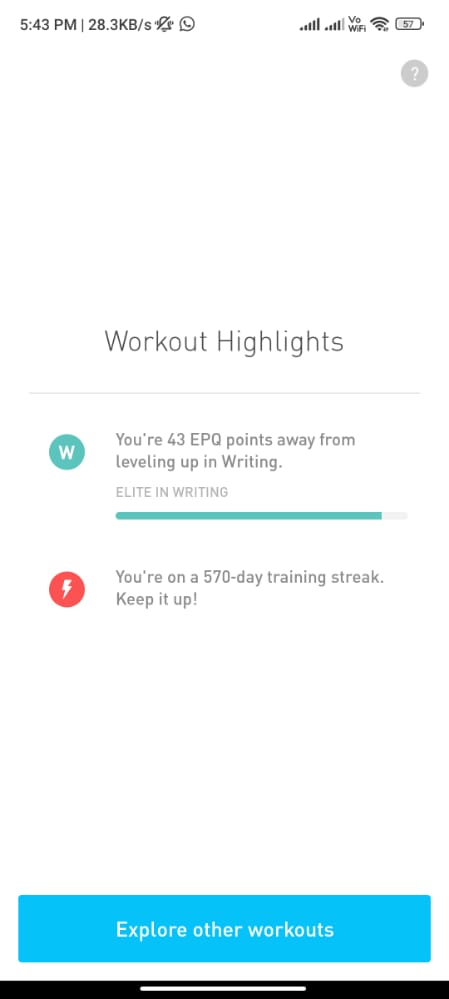 5:43 PM | 28.3KB/s
Vo
WiFi
57
?
Workout Highlights
W
You're 43 EPQ points away from
leveling up in Writing.
ELITE IN WRITING
You're on a 570-day training streak.
Keep it up!
Explore other workouts